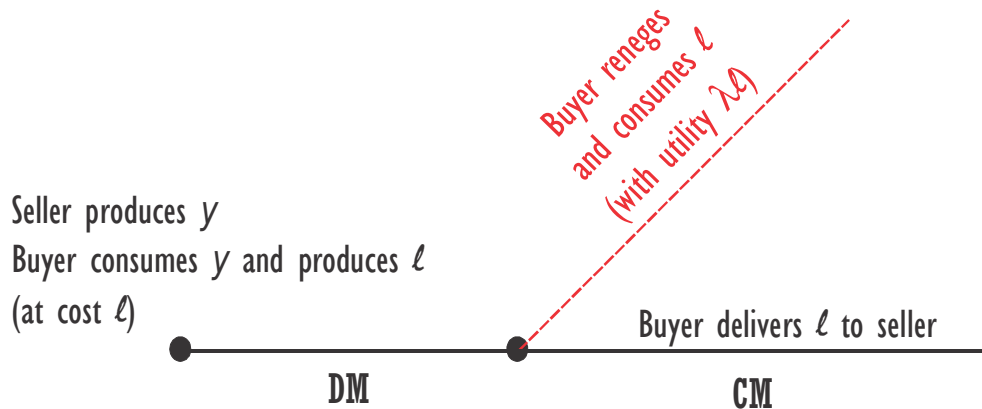 Buyer reneges
and consumes ℓ
(with utility λℓ)
Seller produces y
Buyer consumes y and produces ℓ
(at cost ℓ)
Buyer delivers ℓ to seller
DM
CM